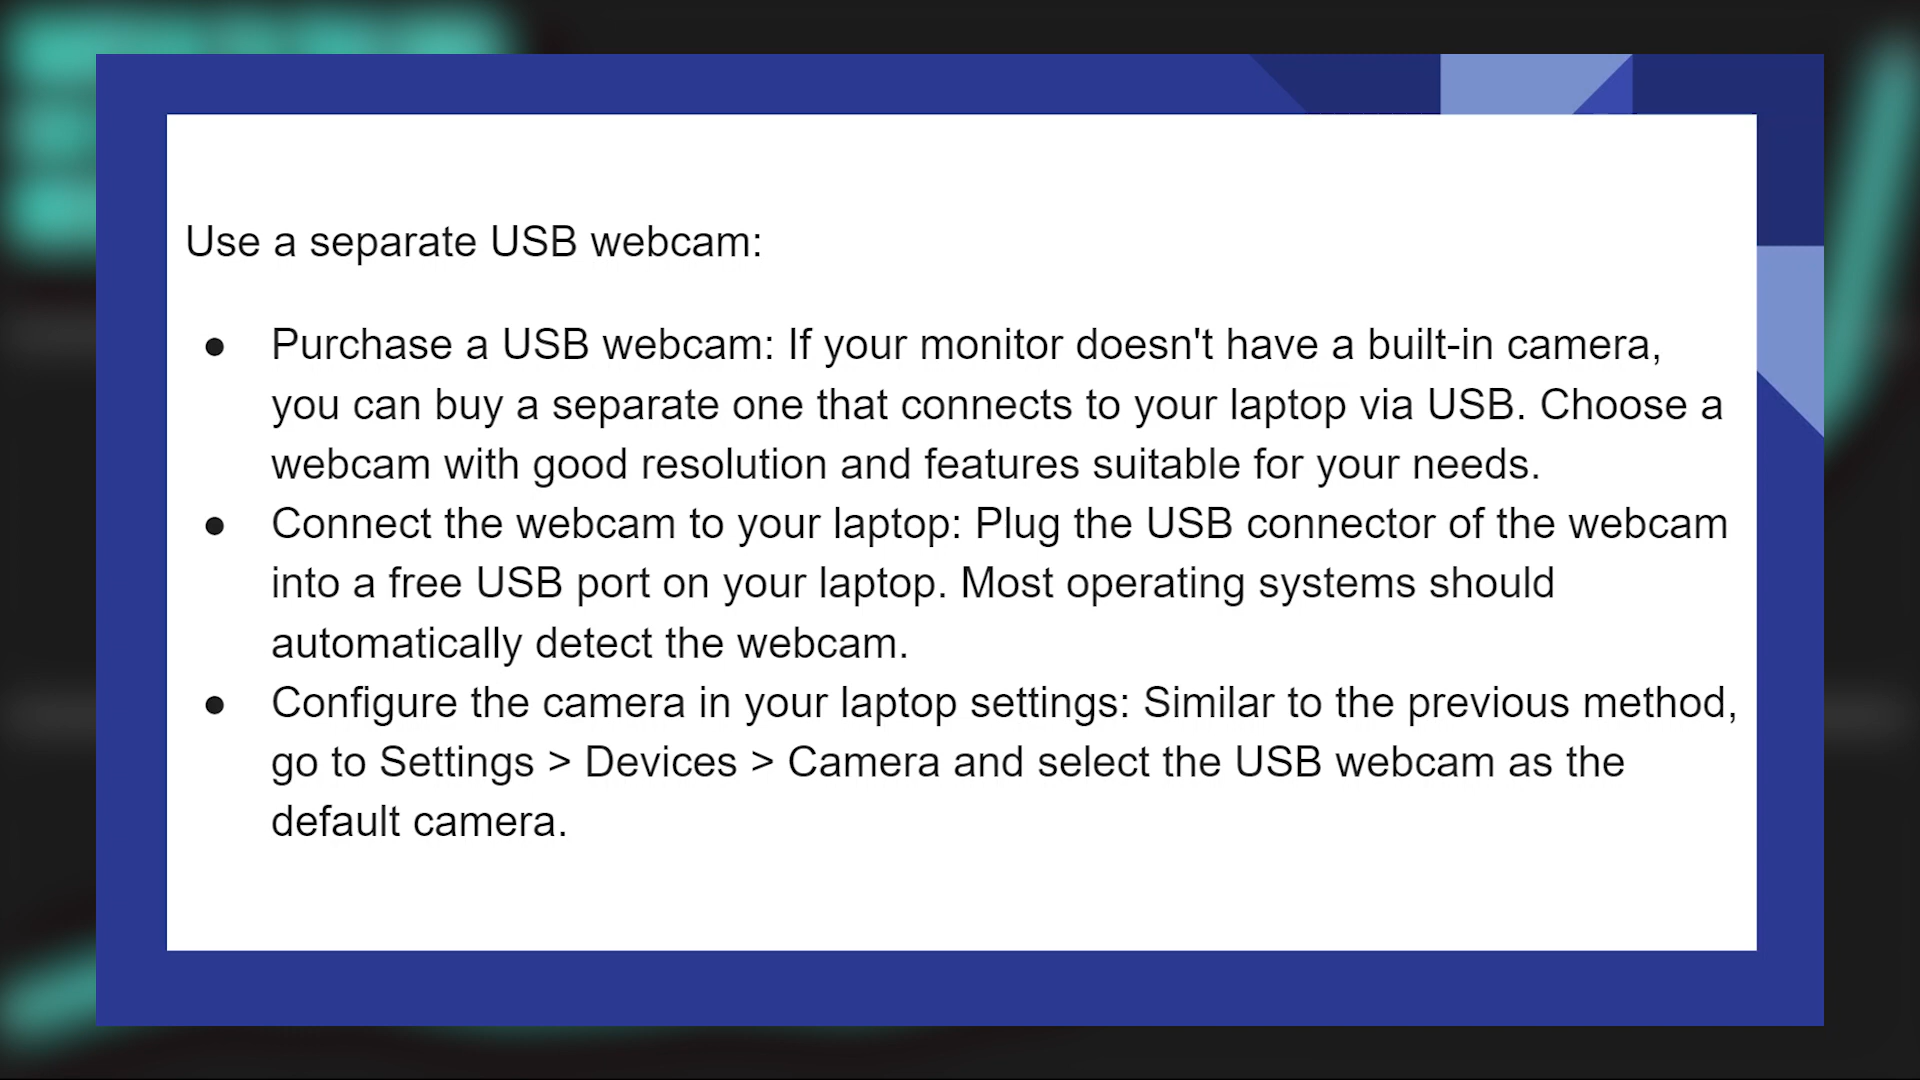 Use a separate USB webcam:
● Purchase a USB webcam: If your monitor doesn't have a built-in camera,
you can buy a separate one that connects to your laptop via USB. Choose a
webcam with good resolution and features suitable for your needs.
● Connect the webcam to your laptop: Plug the USB connector of the webcam
into a free USB port on your laptop. Most operating systems should
automatically detect the webcam.
● Configure the camera in your laptop settings: Similar to the previous method,
go to Settings > Devices > Camera and select the USB webcam as the
default camera.